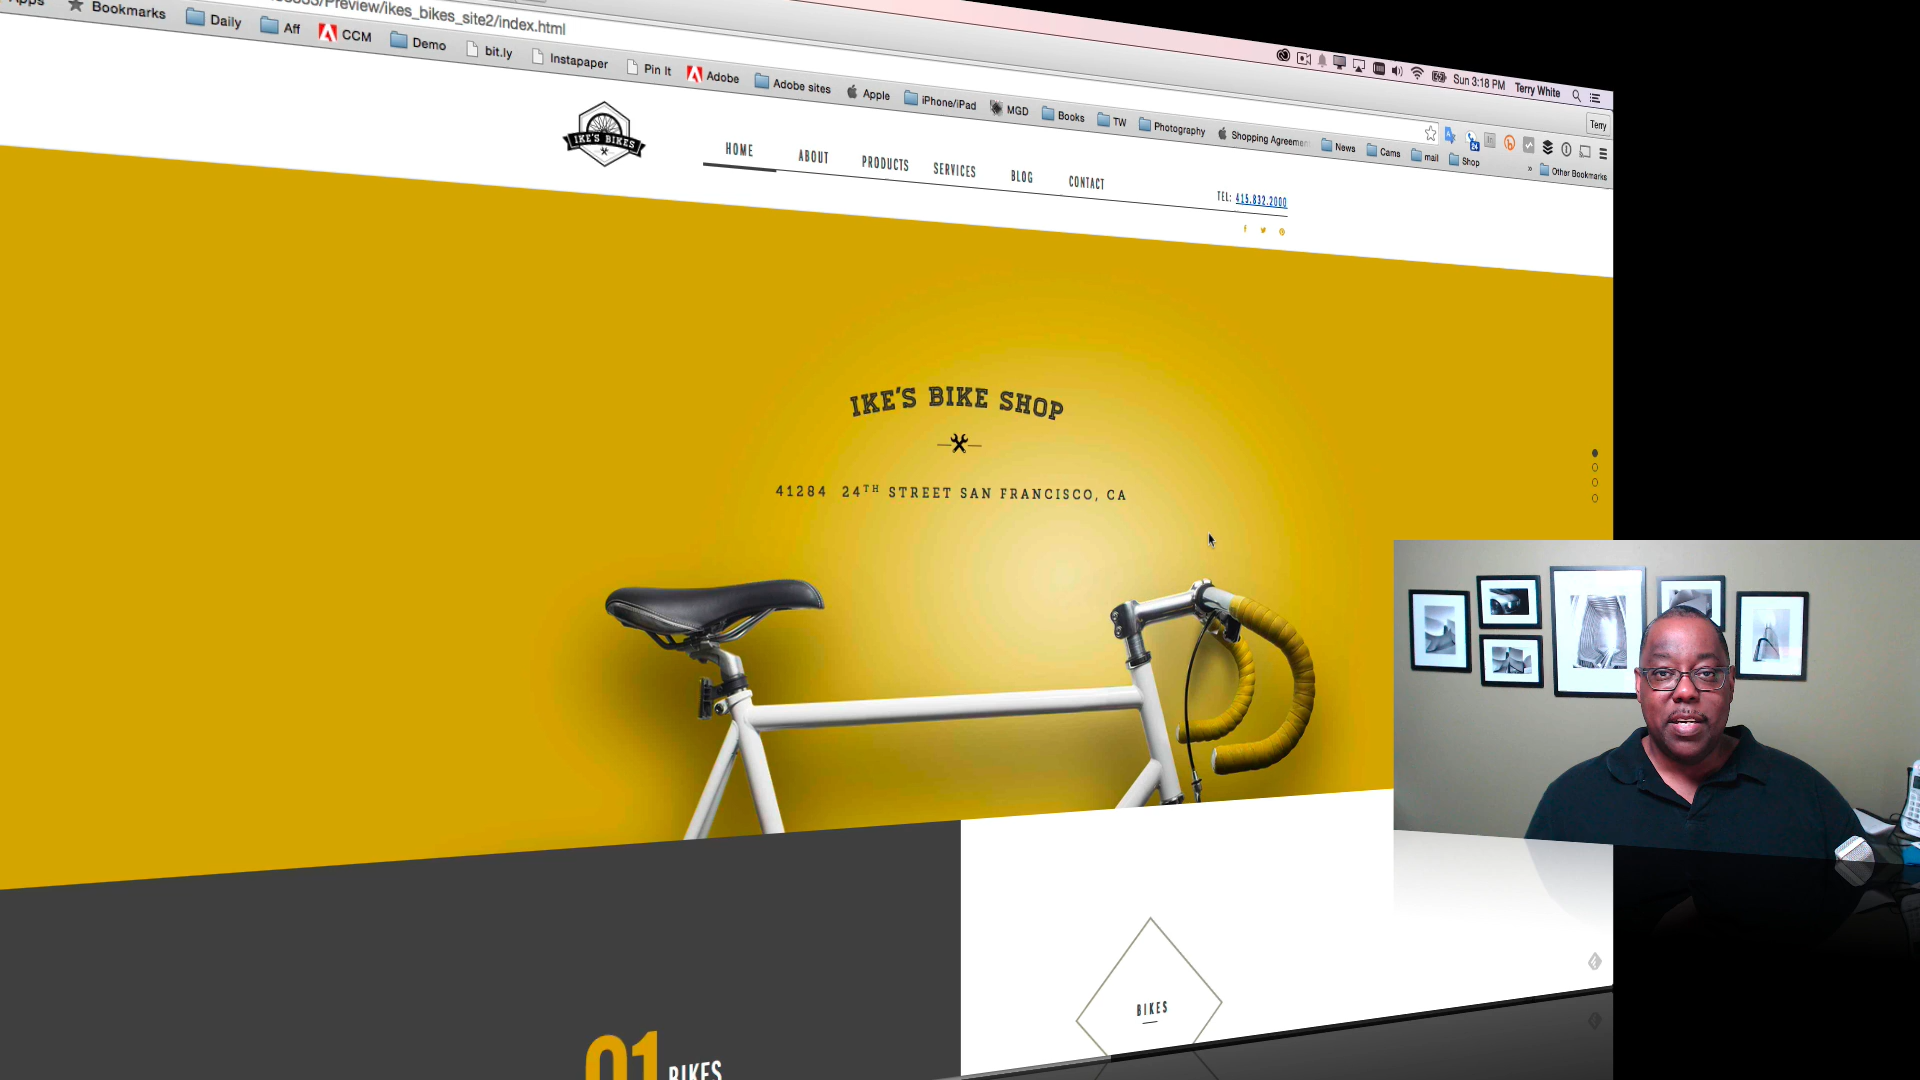 /Preview/ikes_bikes_site2/index.html
Sun 3:18 PM Terry White
Terry
Apps Bookmarks Daily Aff CCM Demo bit.ly Instapaper Pin It Adobe Adobe sites Apple iPhone/iPad MGD Books TW Photography Shopping Agreemen News Cams mail Shop » Other Bookmarks
IKE'S BIKES
HOME ABOUT PRODUCTS SERVICES BLOG CONTACT
TEL: 415.832.2000
IKE'S BIKE SHOP
41284 24TH STREET SAN FRANCISCO, CA
BIKES
01 BIKES